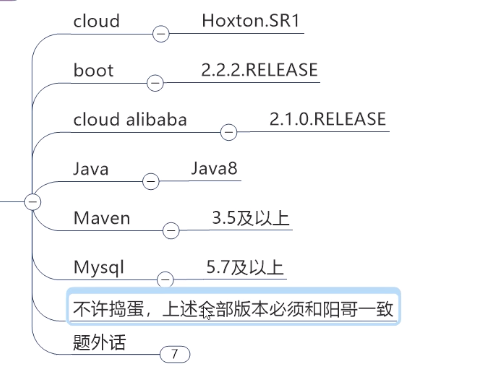 cloud Hoxton.SR1
boot 2.2.2.RELEASE
cloud alibaba 2.1.0.RELEASE
Java Java8
Maven 3.5及以上
Mysql 5.7及以上
不许捣蛋，上述全部版本必须和阳哥一致
题外话 7